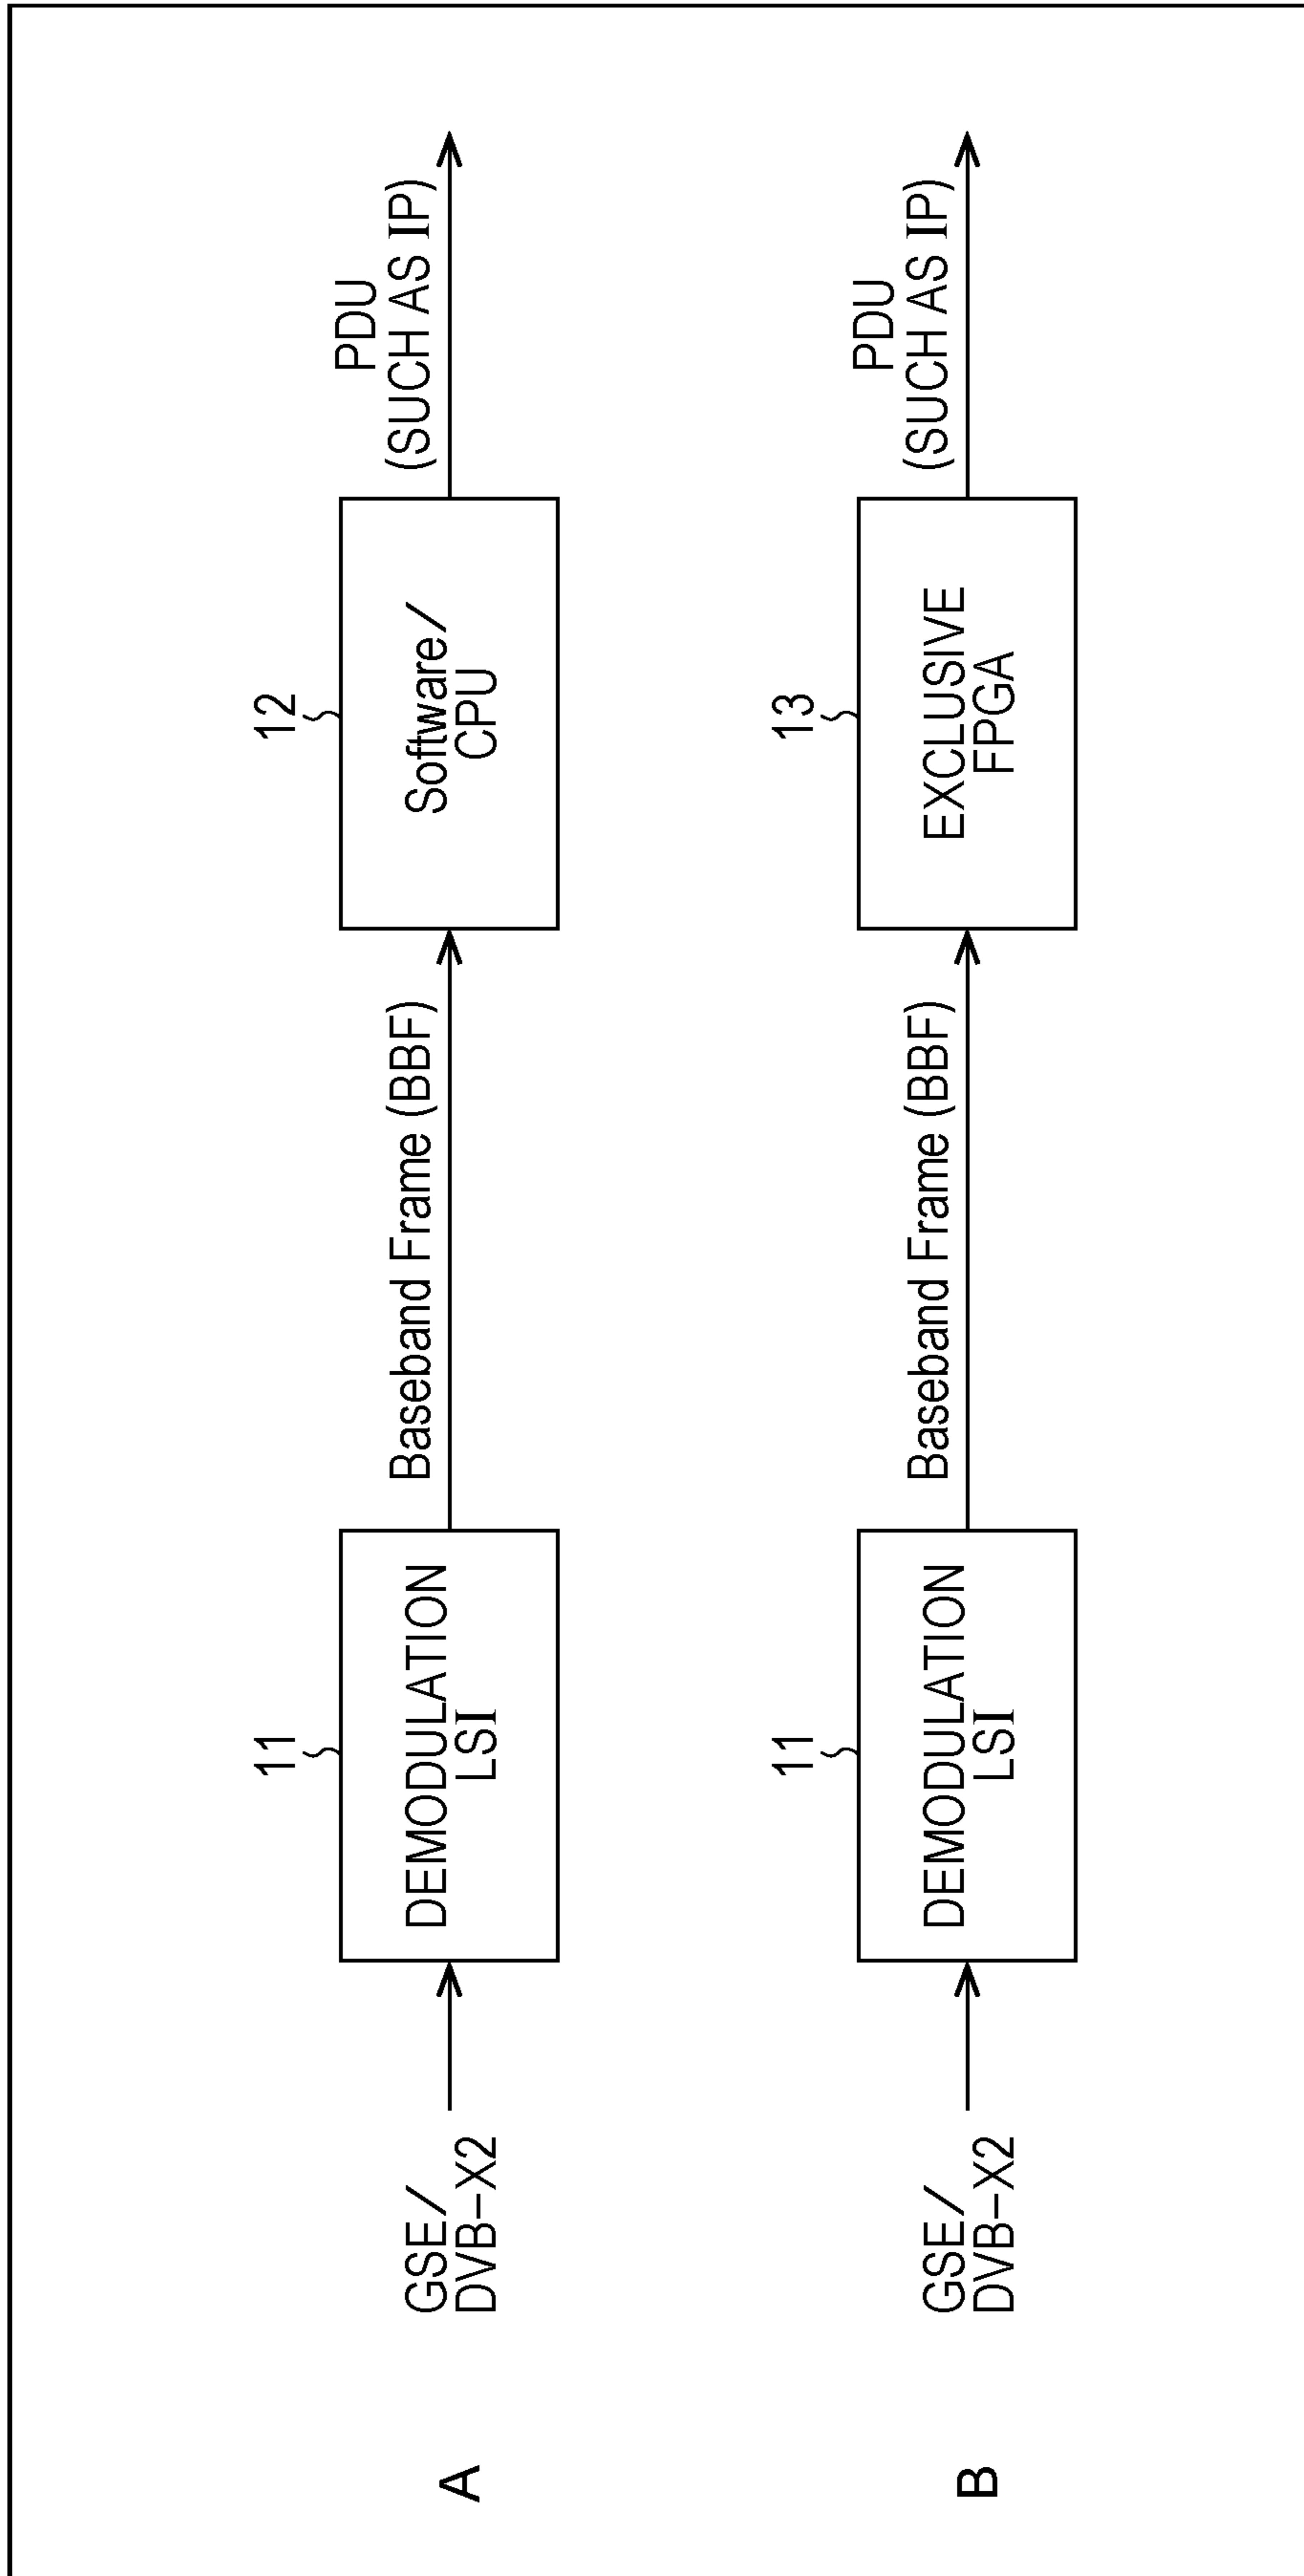 A
GSE/
DVB-X2
11
DEMODULATION
LSI
Baseband Frame (BBF)
12
Software/
CPU
PDU
(SUCH AS IP)
B
GSE/
DVB-X2
11
DEMODULATION
LSI
Baseband Frame (BBF)
13
EXCLUSIVE
FPGA
PDU
(SUCH AS IP)